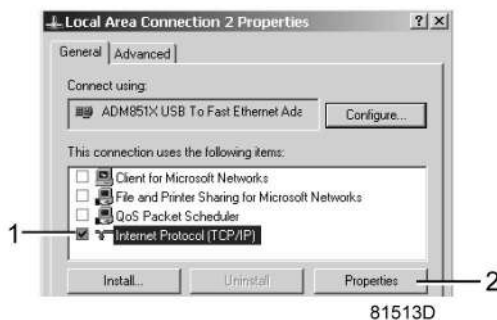 Local Area Connection 2 Properties
General
Advanced
Connect using:
ADM851X USB To Fast Ethernet Ada
Configure...
This connection uses the following items:
Client for Microsoft Networks
File and Printer Sharing for Microsoft Networks
QoS Packet Scheduler
1
Internet Protocol (TCP/IP)
Install...
Uninstall
Properties
2
81513D